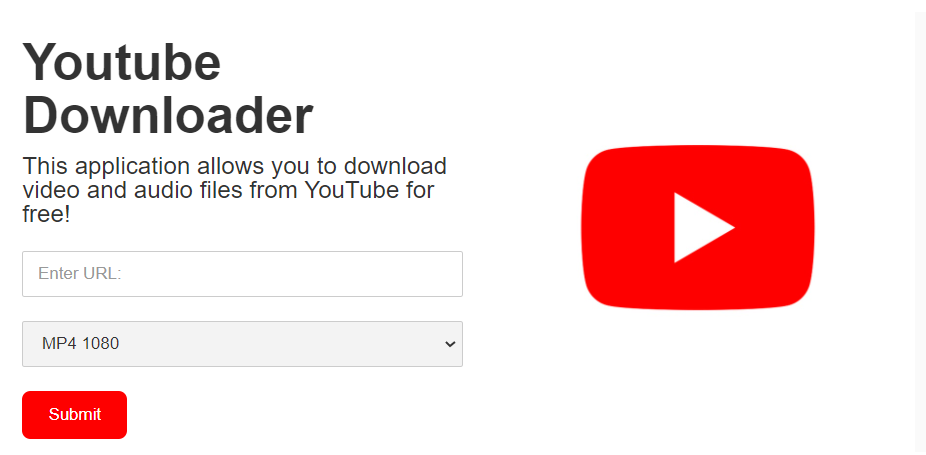 Youtube
Downloader
This application allows you to download
video and audio files from YouTube for
free!
Enter URL:
MP4 1080
Submit